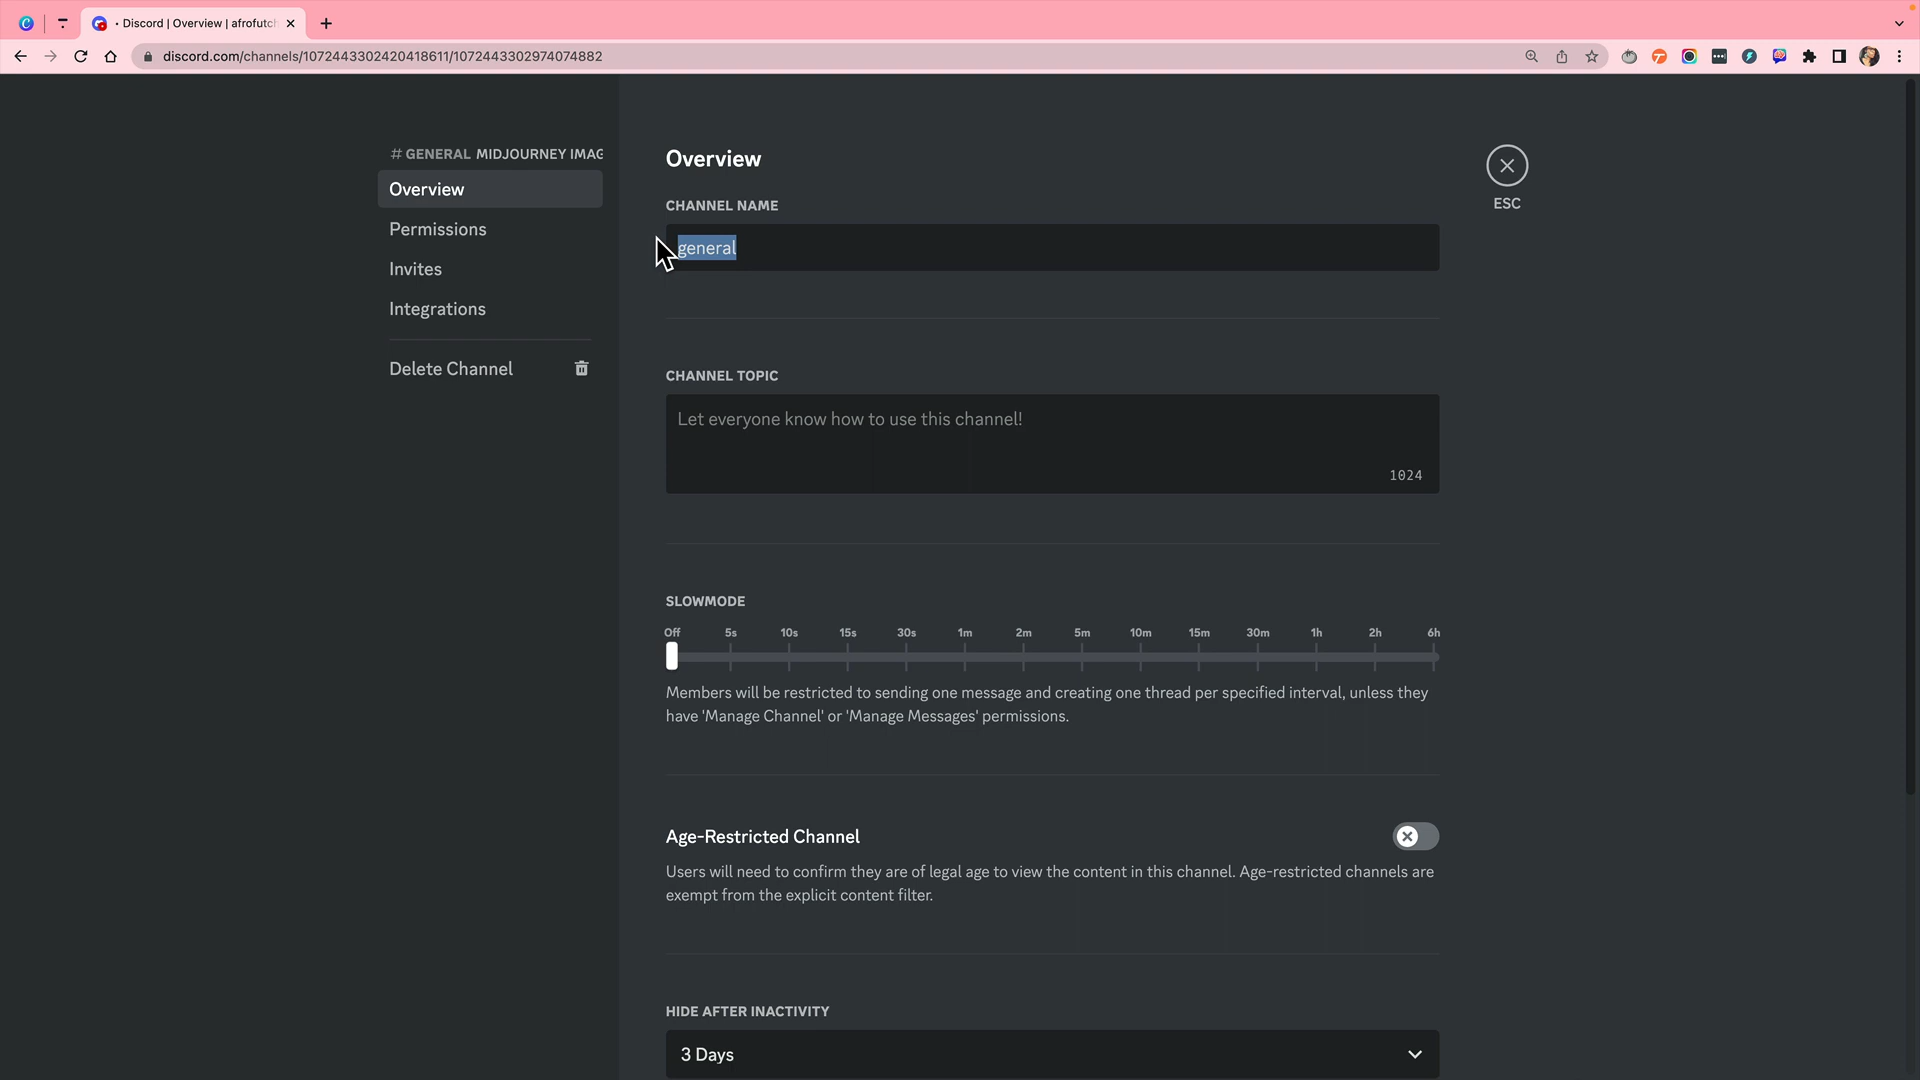 • Discord | Overview | afrofutch
discord.com/channels/1072443302420418611/1072443302974074882
# GENERAL MIDJOURNEY IMAG
Overview
Permissions
Invites
Integrations
Delete Channel
Overview
CHANNEL NAME
general
ESC
CHANNEL TOPIC
Let everyone know how to use this channel!
1024
SLOWMODE
Off 5s 10s 15s 30s 1m 2m 5m 10m 15m 30m 1h 2h 6h
Members will be restricted to sending one message and creating one thread per specified interval, unless they
have 'Manage Channel' or 'Manage Messages' permissions.
Age-Restricted Channel
Users will need to confirm they are of legal age to view the content in this channel. Age-restricted channels are
exempt from the explicit content filter.
HIDE AFTER INACTIVITY
3 Days